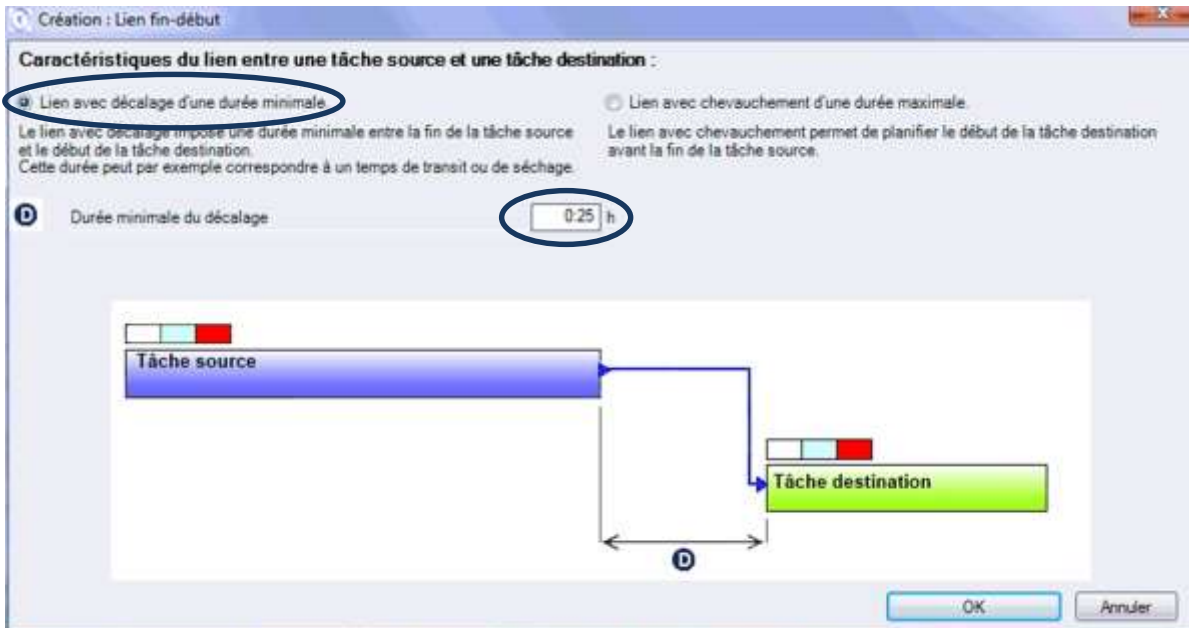 Création : Lien fin-début
Caractéristiques du lien entre une tâche source et une tâche destination :
Lien avec décalage d'une durée minimale.
Le lien avec décalage impose une durée minimale entre la fin de la tâche source
et le début de la tâche destination.
Cette durée peut par exemple correspondre à un temps de transit ou de séchage.
Lien avec chevauchement d'une durée maximale.
Le lien avec chevauchement permet de planifier le début de la tâche destination
avant la fin de la tâche source.
D Durée minimale du décalage 0:25 h
Tâche source
Tâche destination
D
OK Annuler